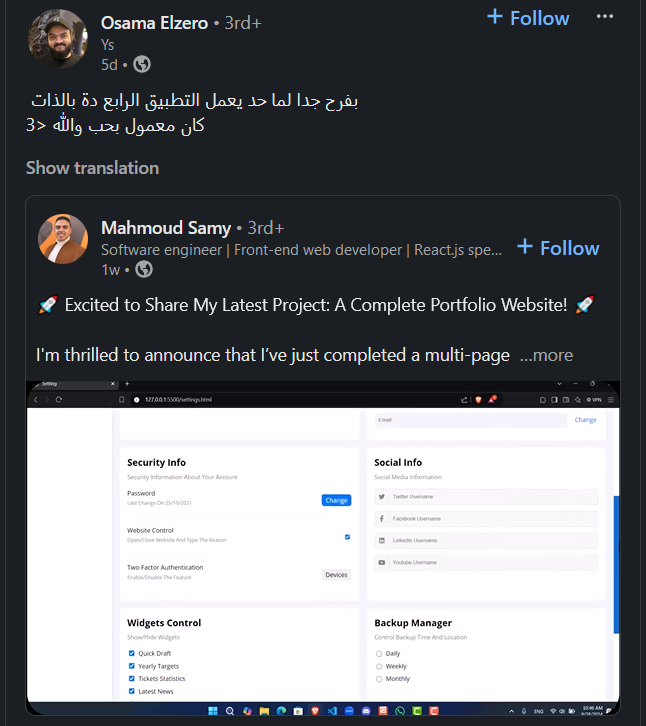 Osama Elzero • 3rd+
+ Follow
Ys
5d •
بفرح جدا لما حد يعمل التطبيق الرابع دة بالذات
كان معمول بحب والله <3
Show translation
Mahmoud Samy • 3rd+
Software engineer | Front-end web developer | React.js spe...
+ Follow
1w •
🚀 Excited to Share My Latest Project: A Complete Portfolio Website! 🚀
I'm thrilled to announce that I've just completed a multi-page ...more
Setting
127.0.0.1:5500/settings.html
VPN
Email
Change
Security Info
Security Information About Your Account
Password
Last Change On 25/10/2021
Change
Website Control
Open/Close Website And Type The Reason
Two-Factor Authentication
Enable/Disable The Feature
Devices
Social Info
Social Media Information
Twitter Username
Facebook Username
Linkedin Username
Youtube Username
Widgets Control
Show/Hide Widgets
Quick Draft
Yearly Targets
Tickets Statistics
Latest News
Backup Manager
Control Backup Time And Location
Daily
Weekly
Monthly
ENG
10:46 AM